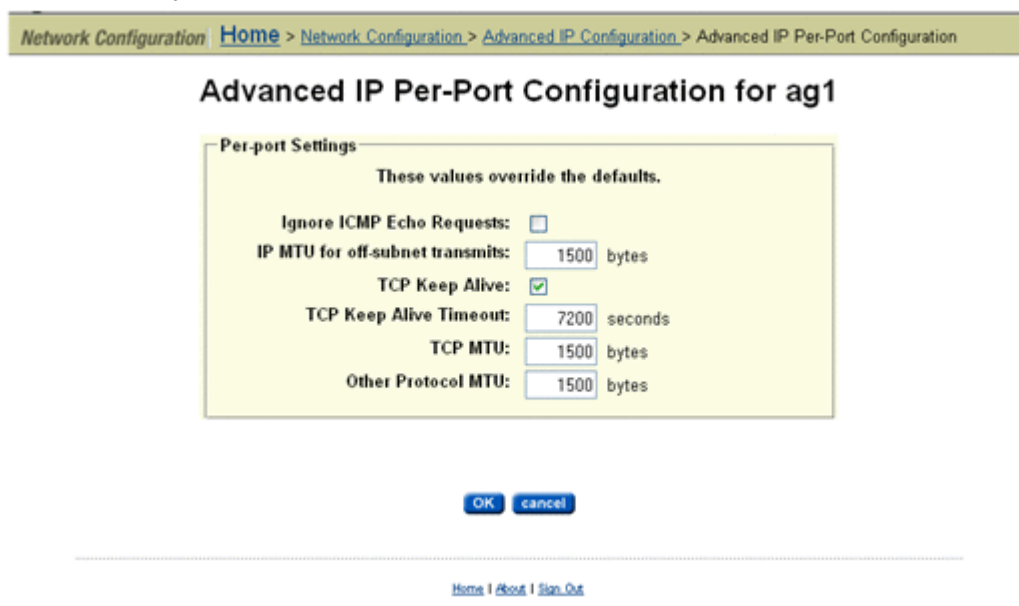 Network Configuration Home > Network Configuration > Advanced IP Configuration > Advanced IP Per-Port Configuration
Advanced IP Per-Port Configuration for ag1
Per-port Settings
These values override the defaults.
Ignore ICMP Echo Requests:
IP MTU for off-subnet transmits: 1500 bytes
TCP Keep Alive:
TCP Keep Alive Timeout: 7200 seconds
TCP MTU: 1500 bytes
Other Protocol MTU: 1500 bytes
OK cancel
Home | About | Sign Out